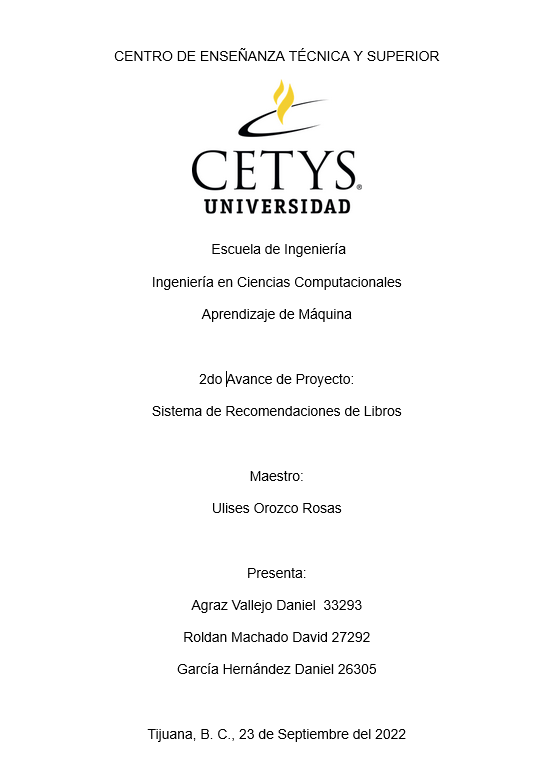 CENTRO DE ENSEÑANZA TÉCNICA Y SUPERIOR
CETYS®
UNIVERSIDAD
Escuela de Ingeniería
Ingeniería en Ciencias Computacionales
Aprendizaje de Máquina
2do Avance de Proyecto:
Sistema de Recomendaciones de Libros
Maestro:
Ulises Orozco Rosas
Presenta:
Agraz Vallejo Daniel  33293
Roldan Machado David 27292
García Hernández Daniel 26305
Tijuana, B. C., 23 de Septiembre del 2022